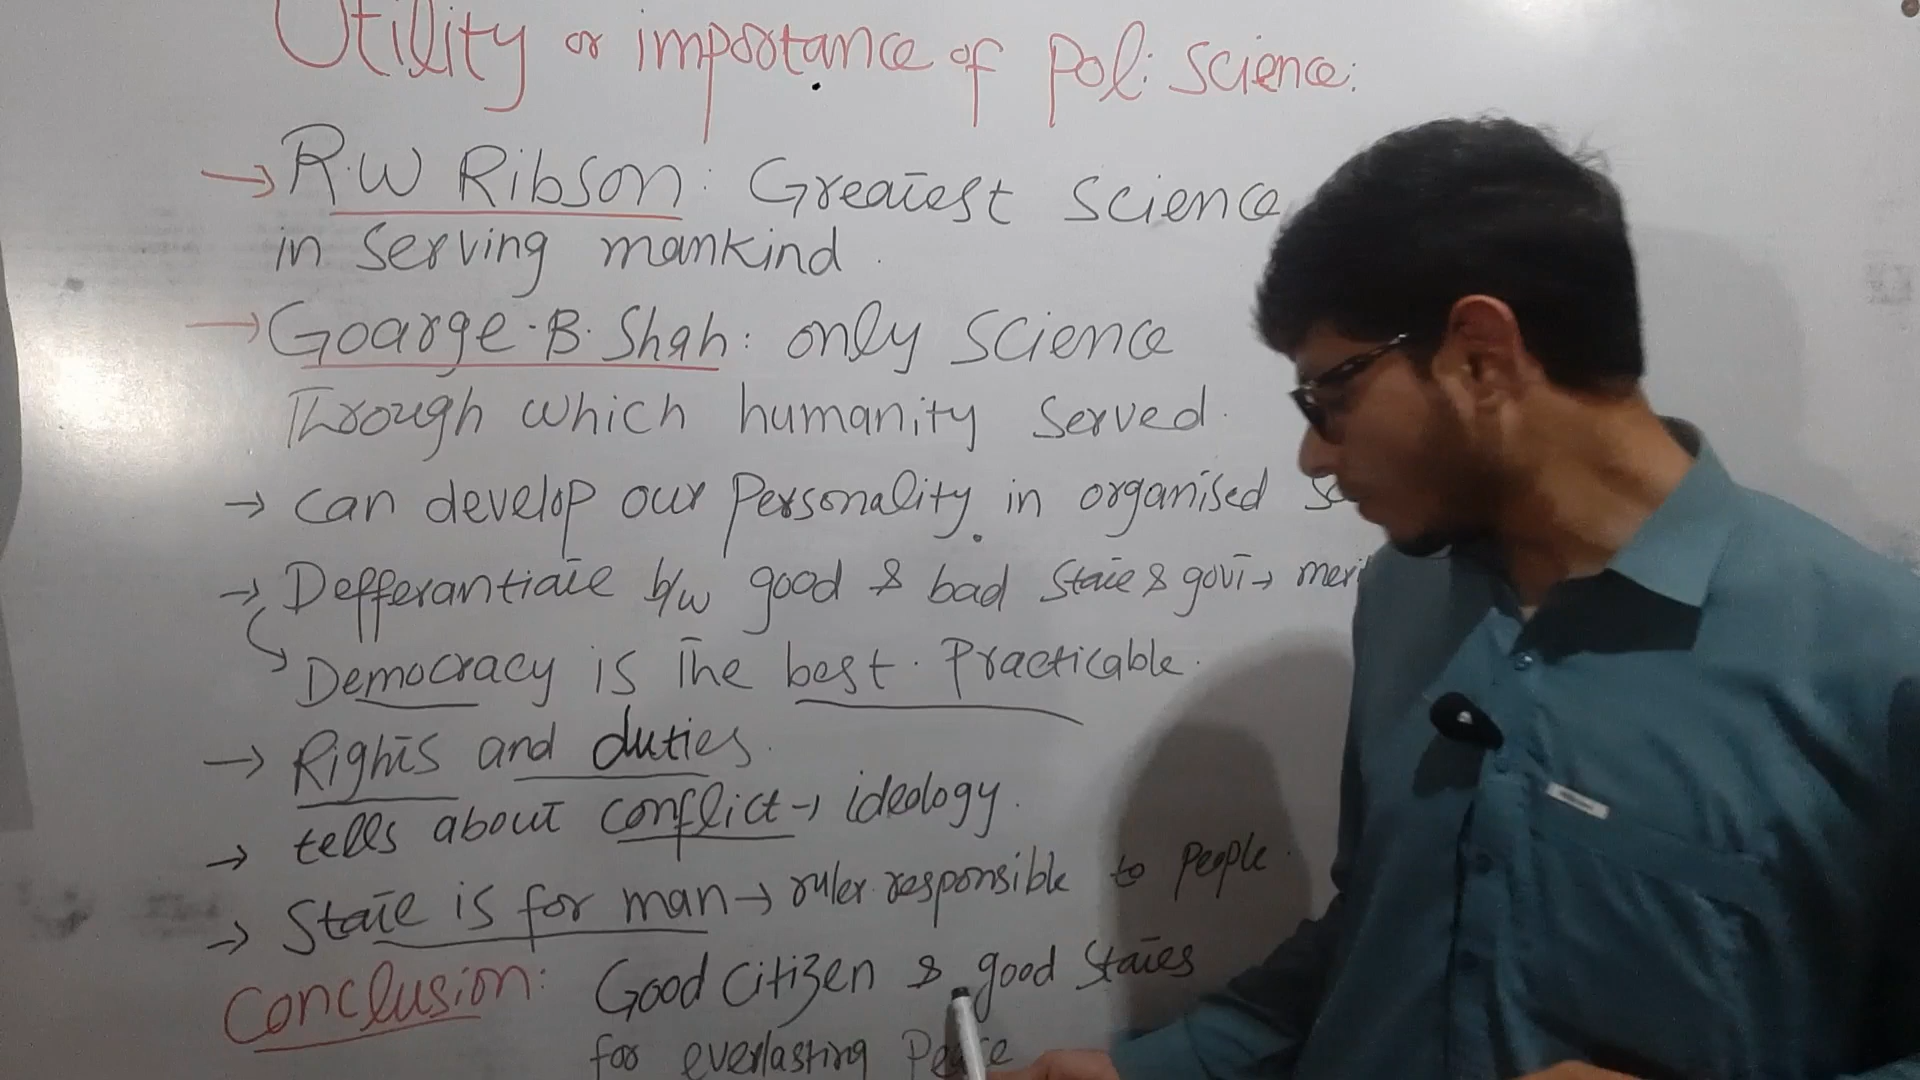 Utility or importance of Pol: Science:
→ R.W Ribson: Greatest Science
in Serving mankind.
→ Goarge.B.Shah: only Science
Through which humanity Served.
→ can develop our Personality in organised
→ Defferantiate b/w good & bad State & govt →
↳ Democracy is The best. Practicable.
→ Rights and duties.
→ tells about conflict → ideology.
→ State is for man → ruler responsible to People.
Conclusion: Good Citizen & good States
for everlasting Peace